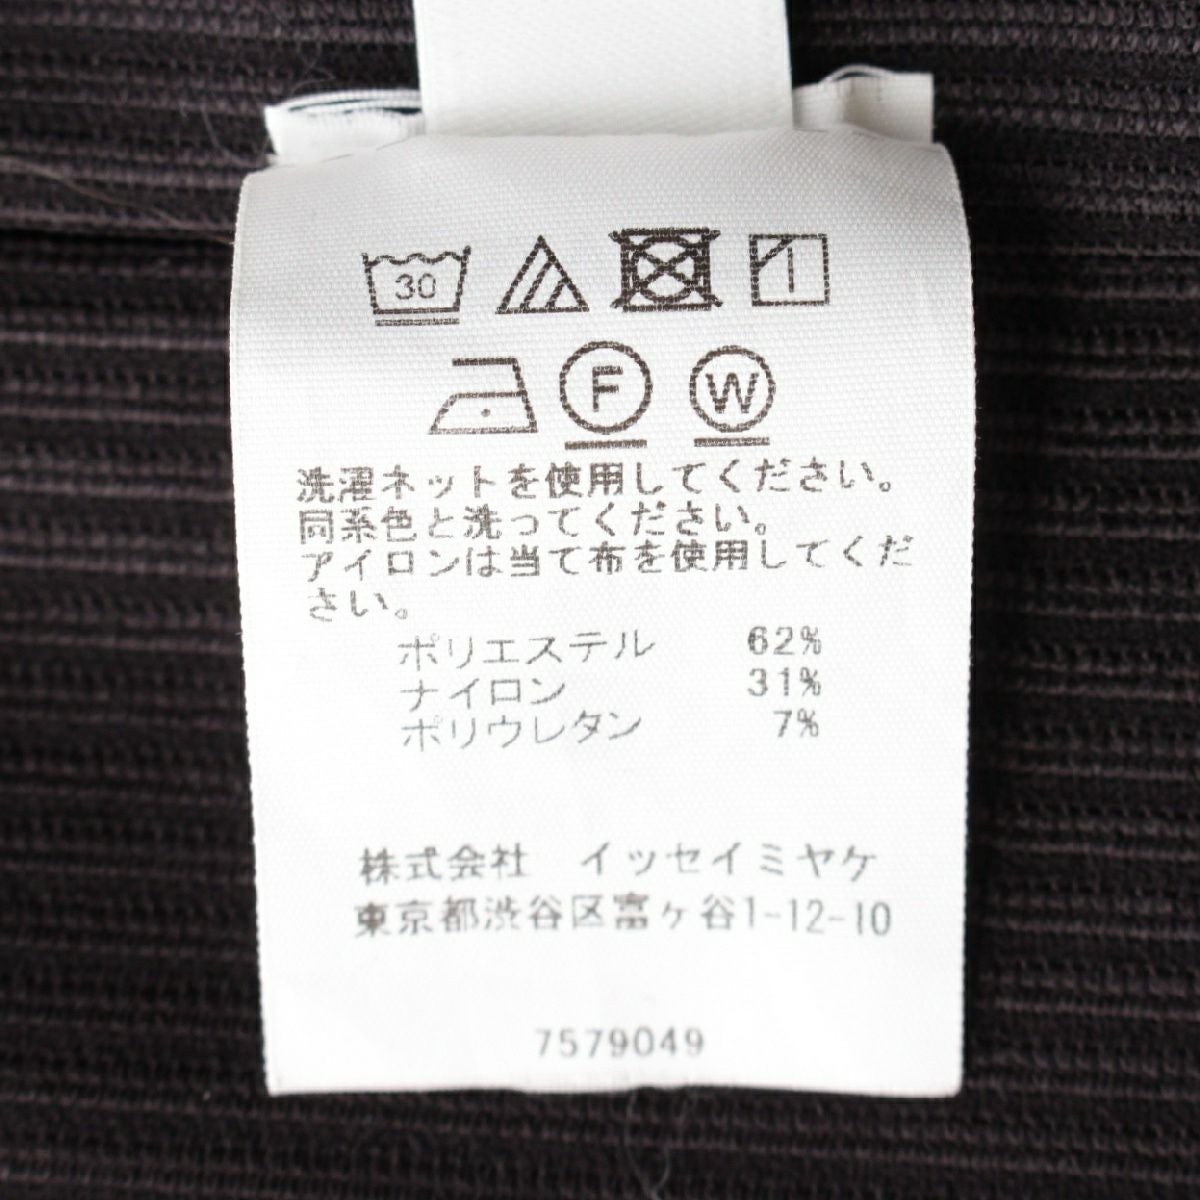 30
F W
洗濯ネットを使用してください。
同系色と洗ってください。
アイロンは当て布を使用してくだ
さい。
ポリエステル 62%
ナイロン 31%
ポリウレタン 7%
株式会社 イッセイミヤケ
東京都渋谷区富ヶ谷1-12-10
7579049